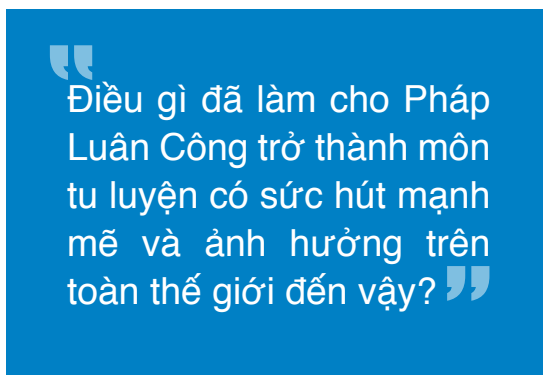 “
Điều gì đã làm cho Pháp
Luân Công trở thành môn
tu luyện có sức hút mạnh
mẽ và ảnh hưởng trên
toàn thế giới đến vậy? ”